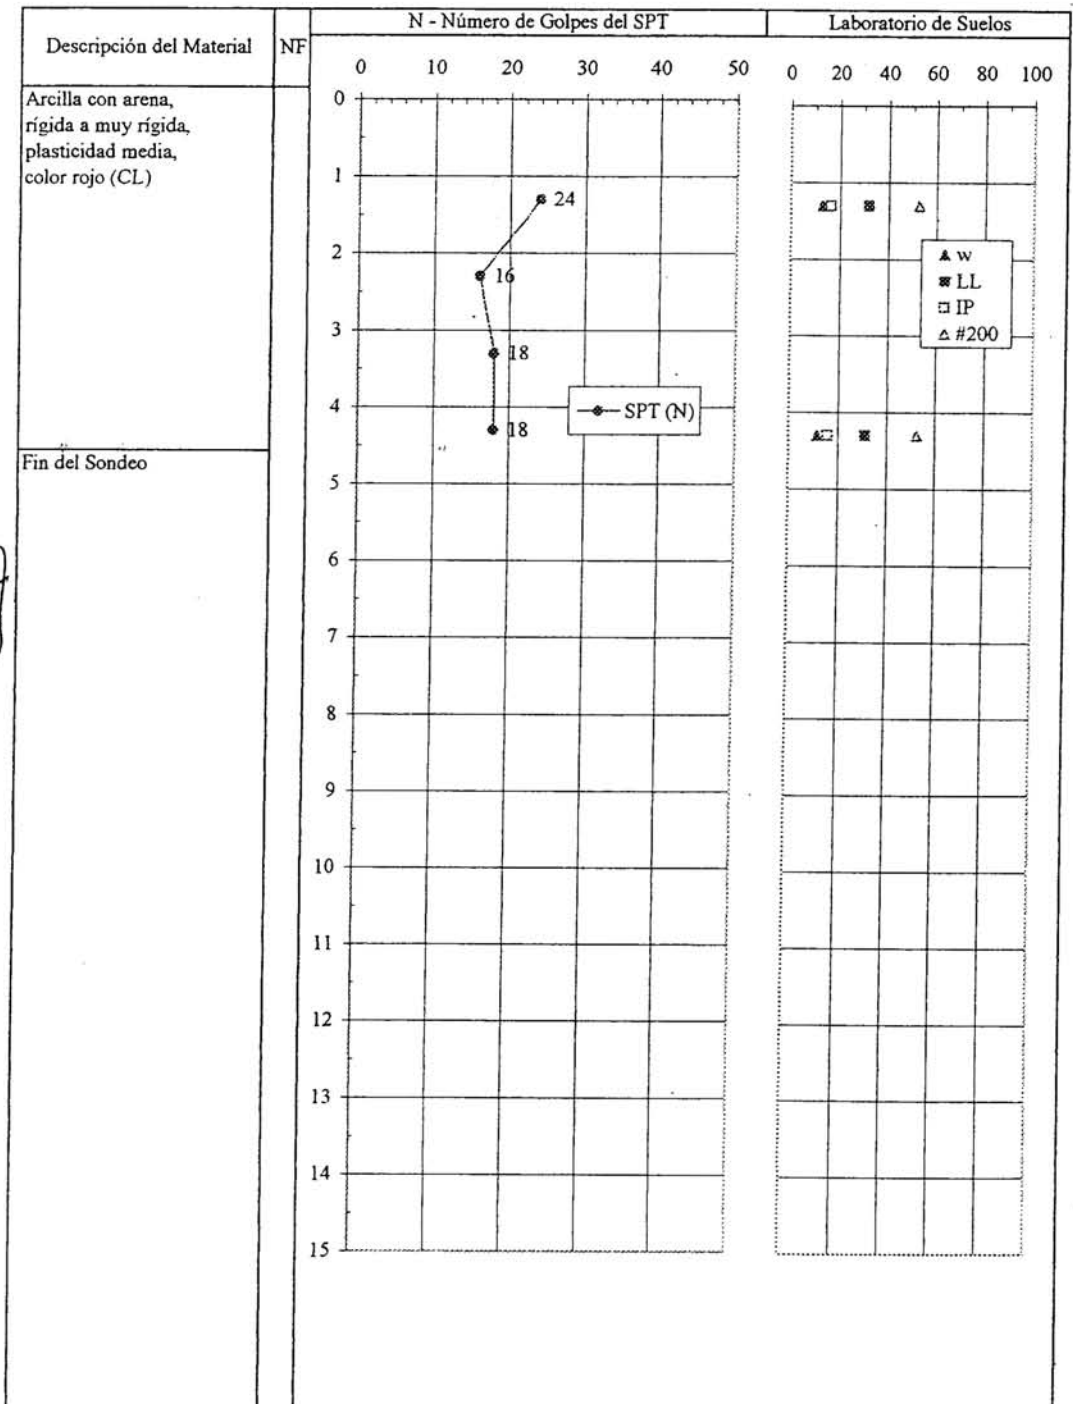 Descripción del Material
NF
N - Número de Golpes del SPT
Laboratorio de Suelos
0 10 20 30 40 50
0 20 40 60 80 100
Arcilla con arena,
rígida a muy rígida,
plasticidad media,
color rojo (CL)
Fin del Sondeo
0
1
2
3
4
5
6
7
8
9
10
11
12
13
14
15
24
16
18
18
SPT (N)
w
LL
IP
#200